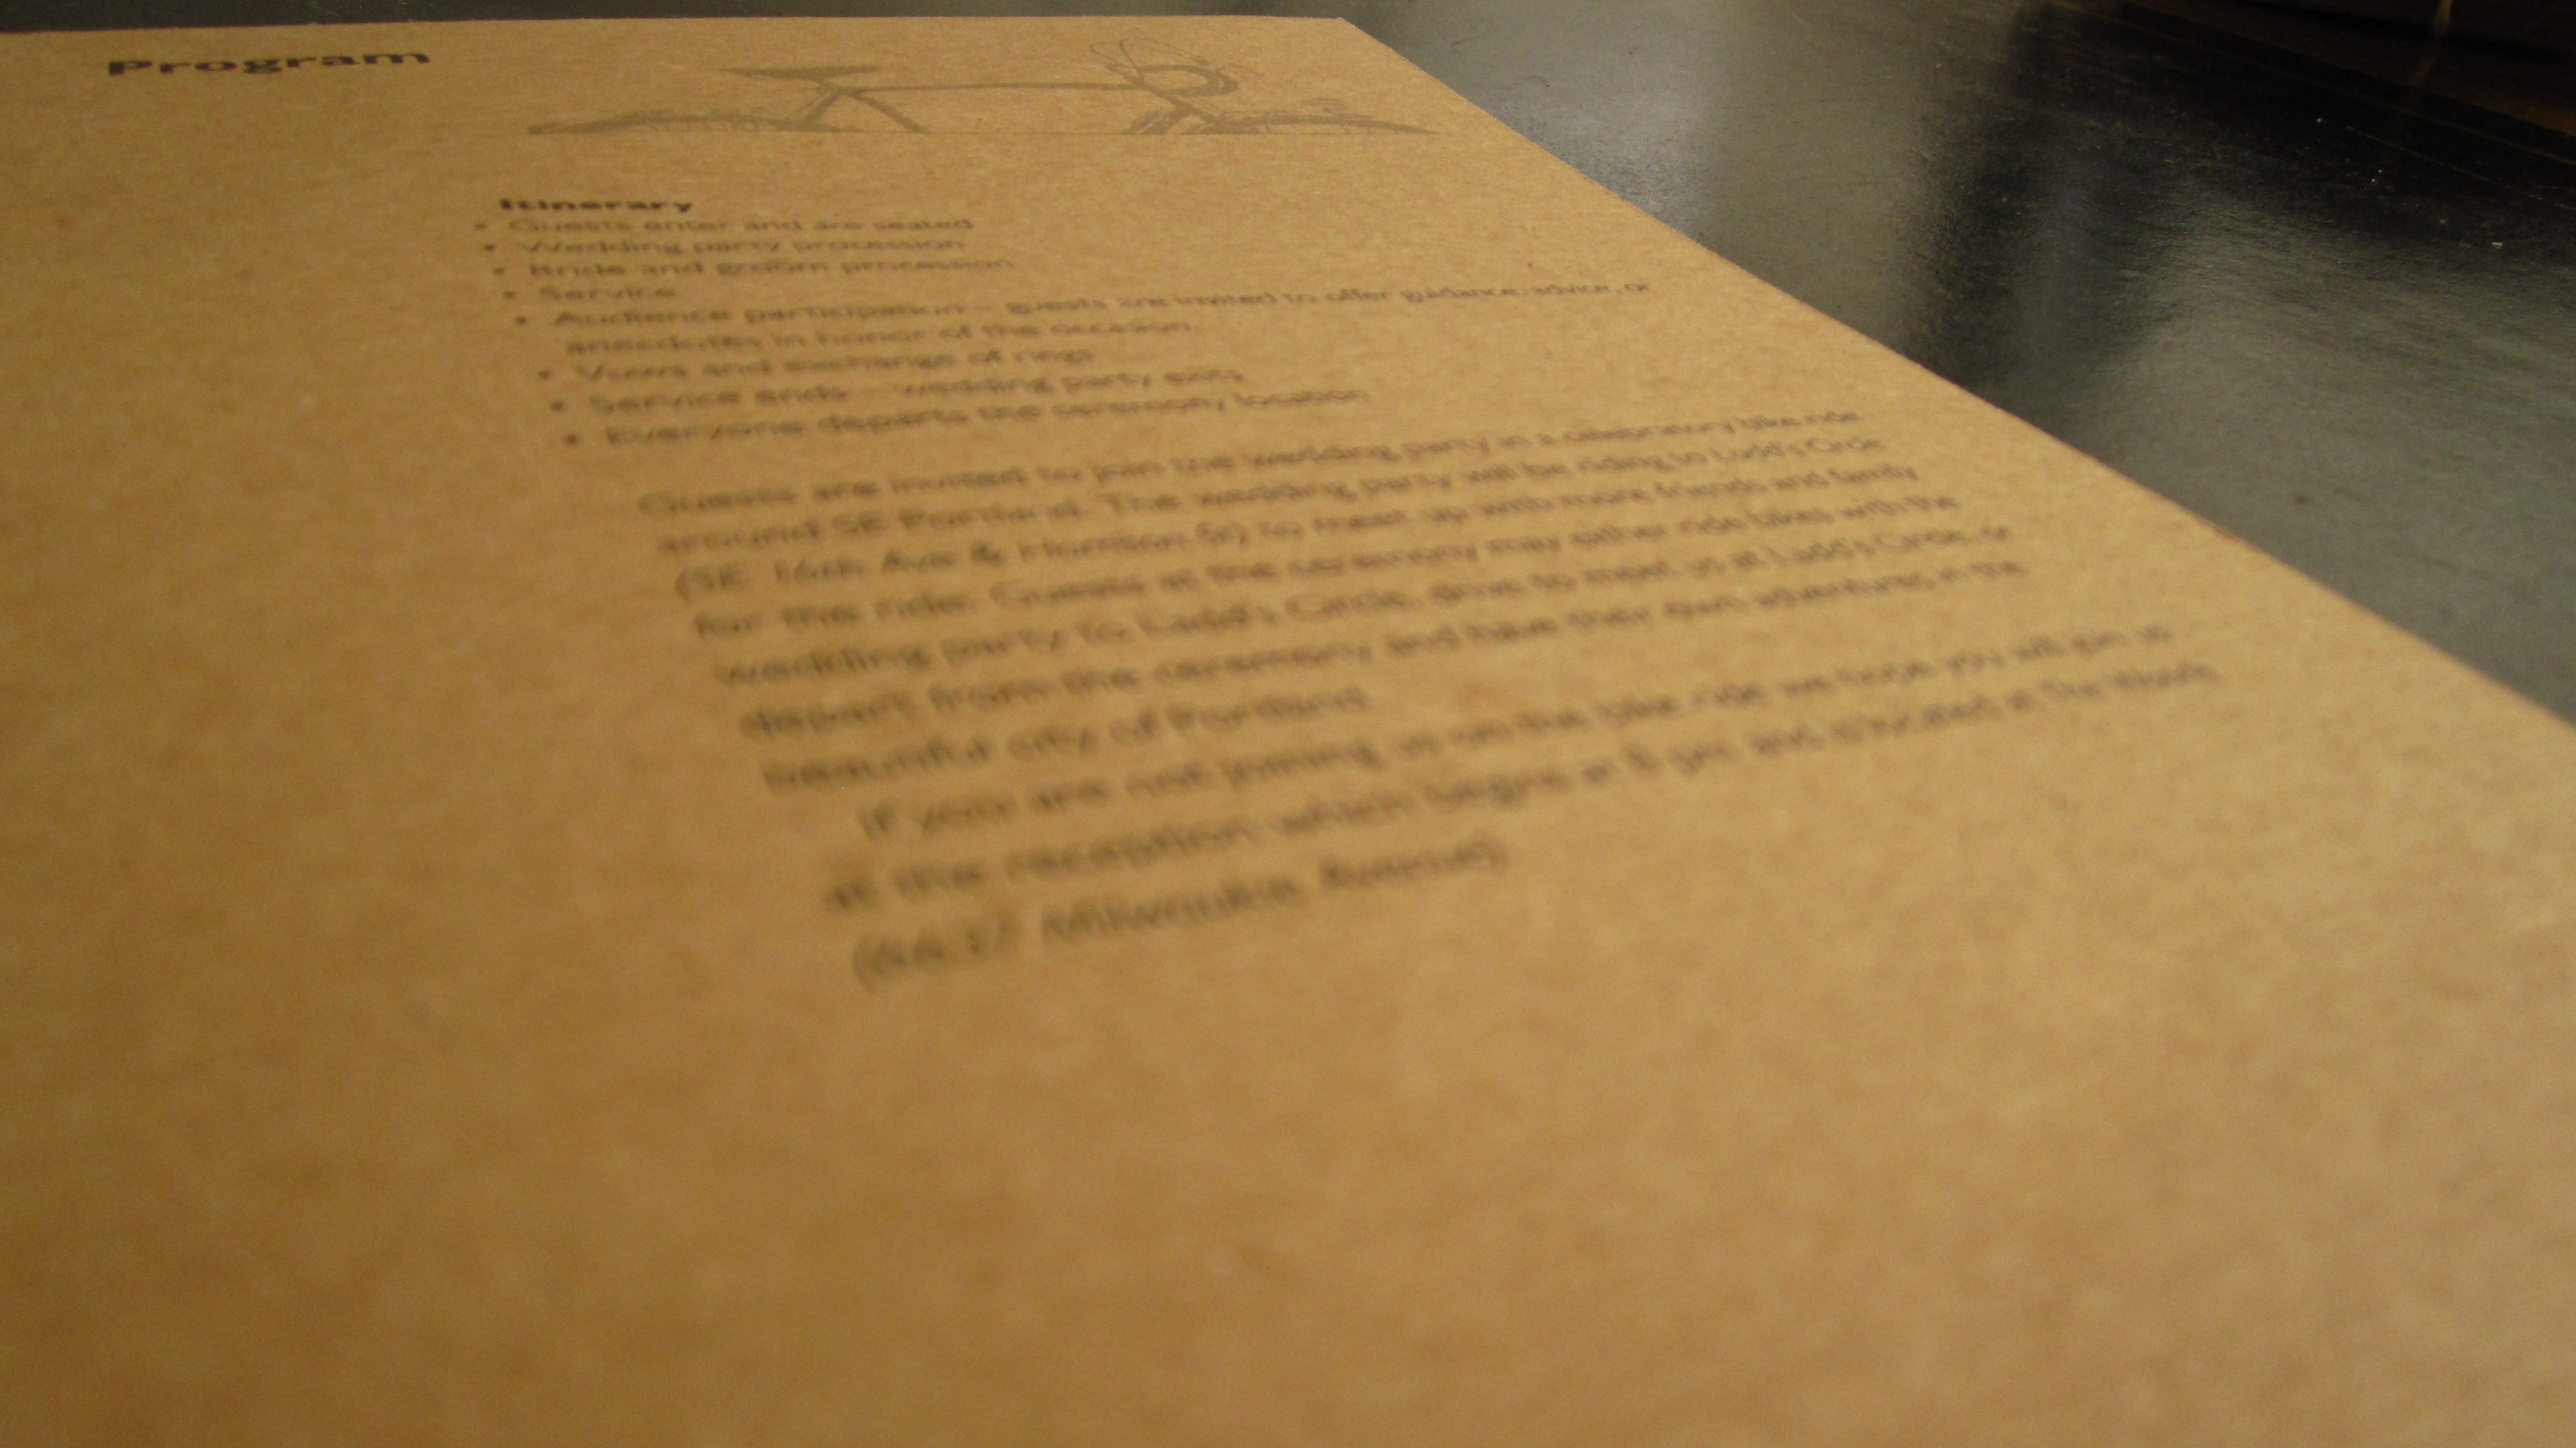 Program
Itinerary
• Guests enter and are seated
• Wedding party procession
• Bride and groom procession
• Service
• Audience participation – guests are invited to offer guidance, advice, or
anecdotes in honor of the occasion
• Vows and exchange of rings
• Service ends – wedding party exits
• Everyone departs the ceremony location
Guests are invited to join the wedding party in a celebratory bike ride
around SE Portland. The wedding party will be riding to Ladd's Circle
(SE 16th Ave & Harrison St) to meet up with more friends and family
for the ride. Guests at the ceremony may either ride bikes with the
wedding party to Ladd's Circle, drive to meet us at Ladd's Circle, or
depart from the ceremony and have their own adventures in the
beautiful city of Portland.
If you are not joining us on the bike ride we hope you will join us
at the reception which begins at pm and is located at The Woods
(6637 Milwaukie Avenue)